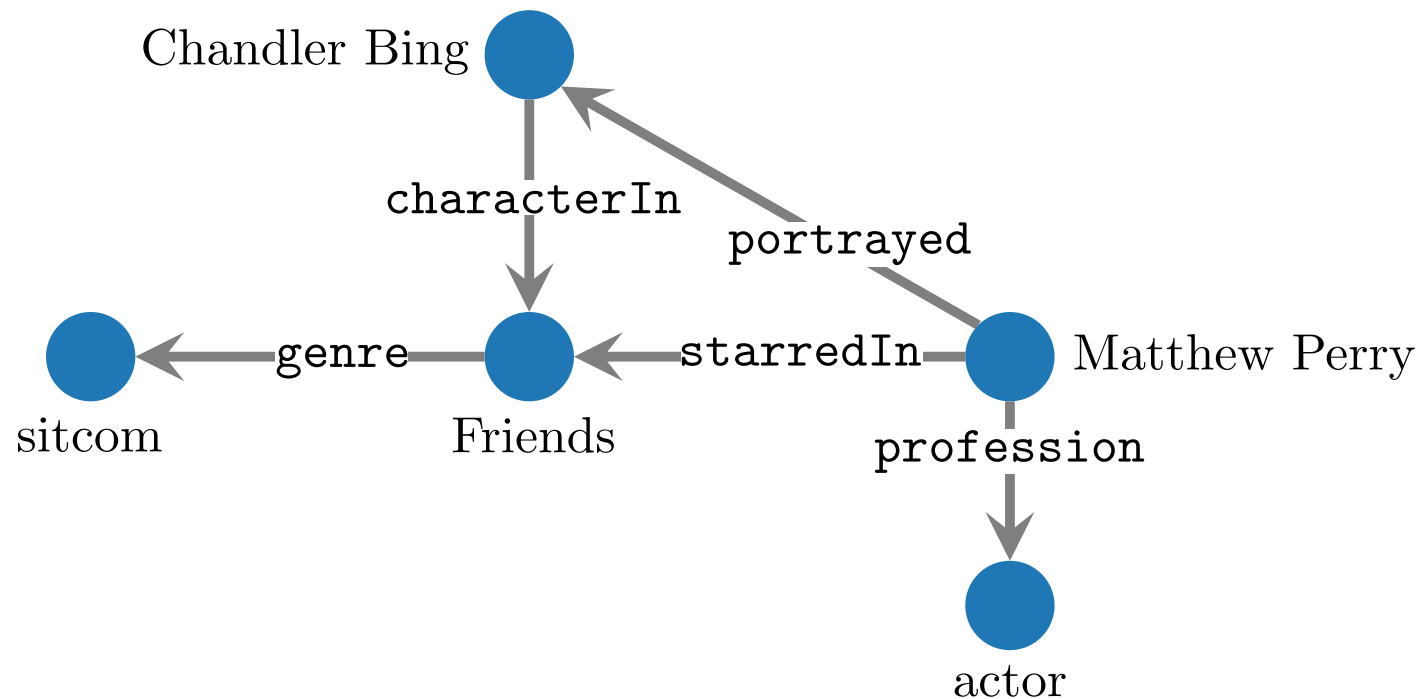 Chandler Bing
characterIn
portrayed
genre
starredIn
Matthew Perry
sitcom
Friends
profession
actor